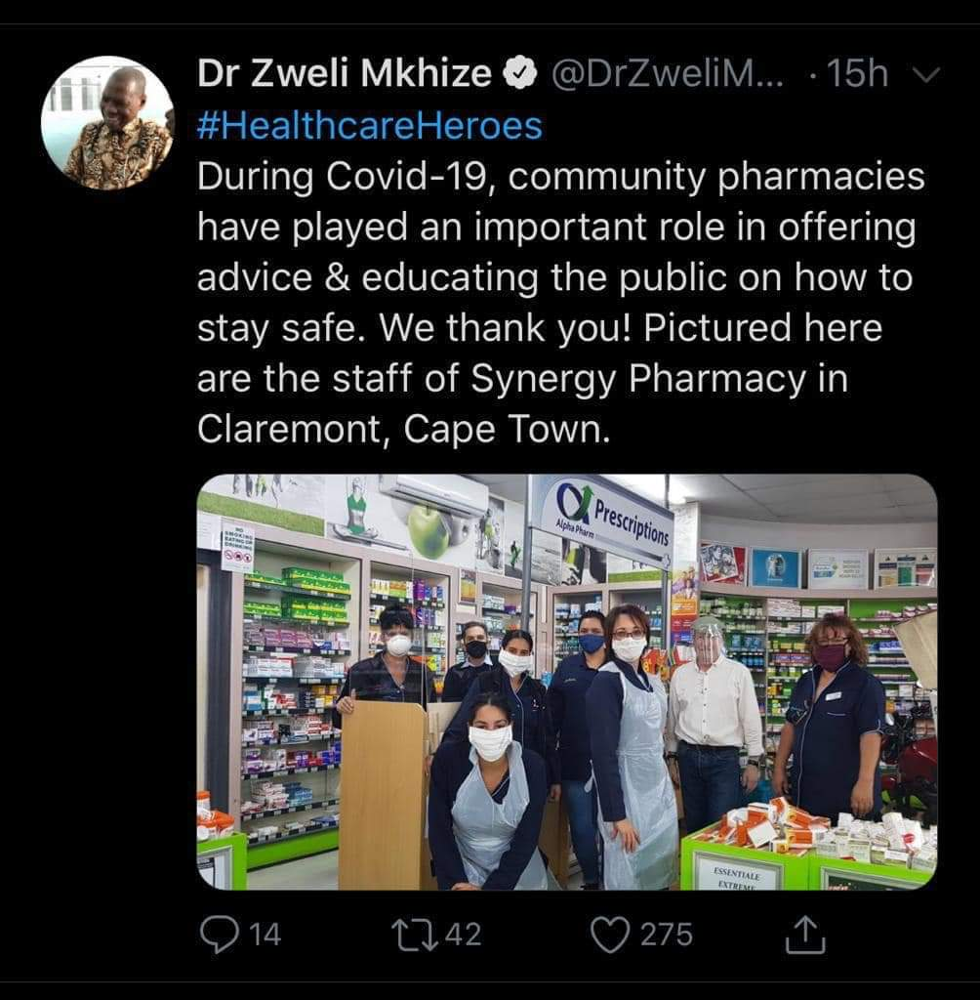 Dr Zweli Mkhize @DrZweliM... · 15h
#HealthcareHeroes
During Covid-19, community pharmacies
have played an important role in offering
advice & educating the public on how to
stay safe. We thank you! Pictured here
are the staff of Synergy Pharmacy in
Claremont, Cape Town.
Prescriptions
Alpha Pharm
NO
SMOKING
EATING OR
DRINKING
ESSENTIALE
EXTREME
14 42 275